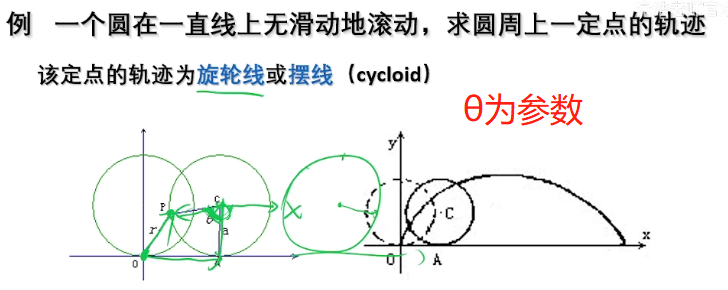 例 一个圆在一直线上无滑动地滚动，求圆周上一定点的轨迹
该定点的轨迹为旋轮线或摆线（cycloid）
θ为参数
P
C
r
a
O
y
C
x
O
A